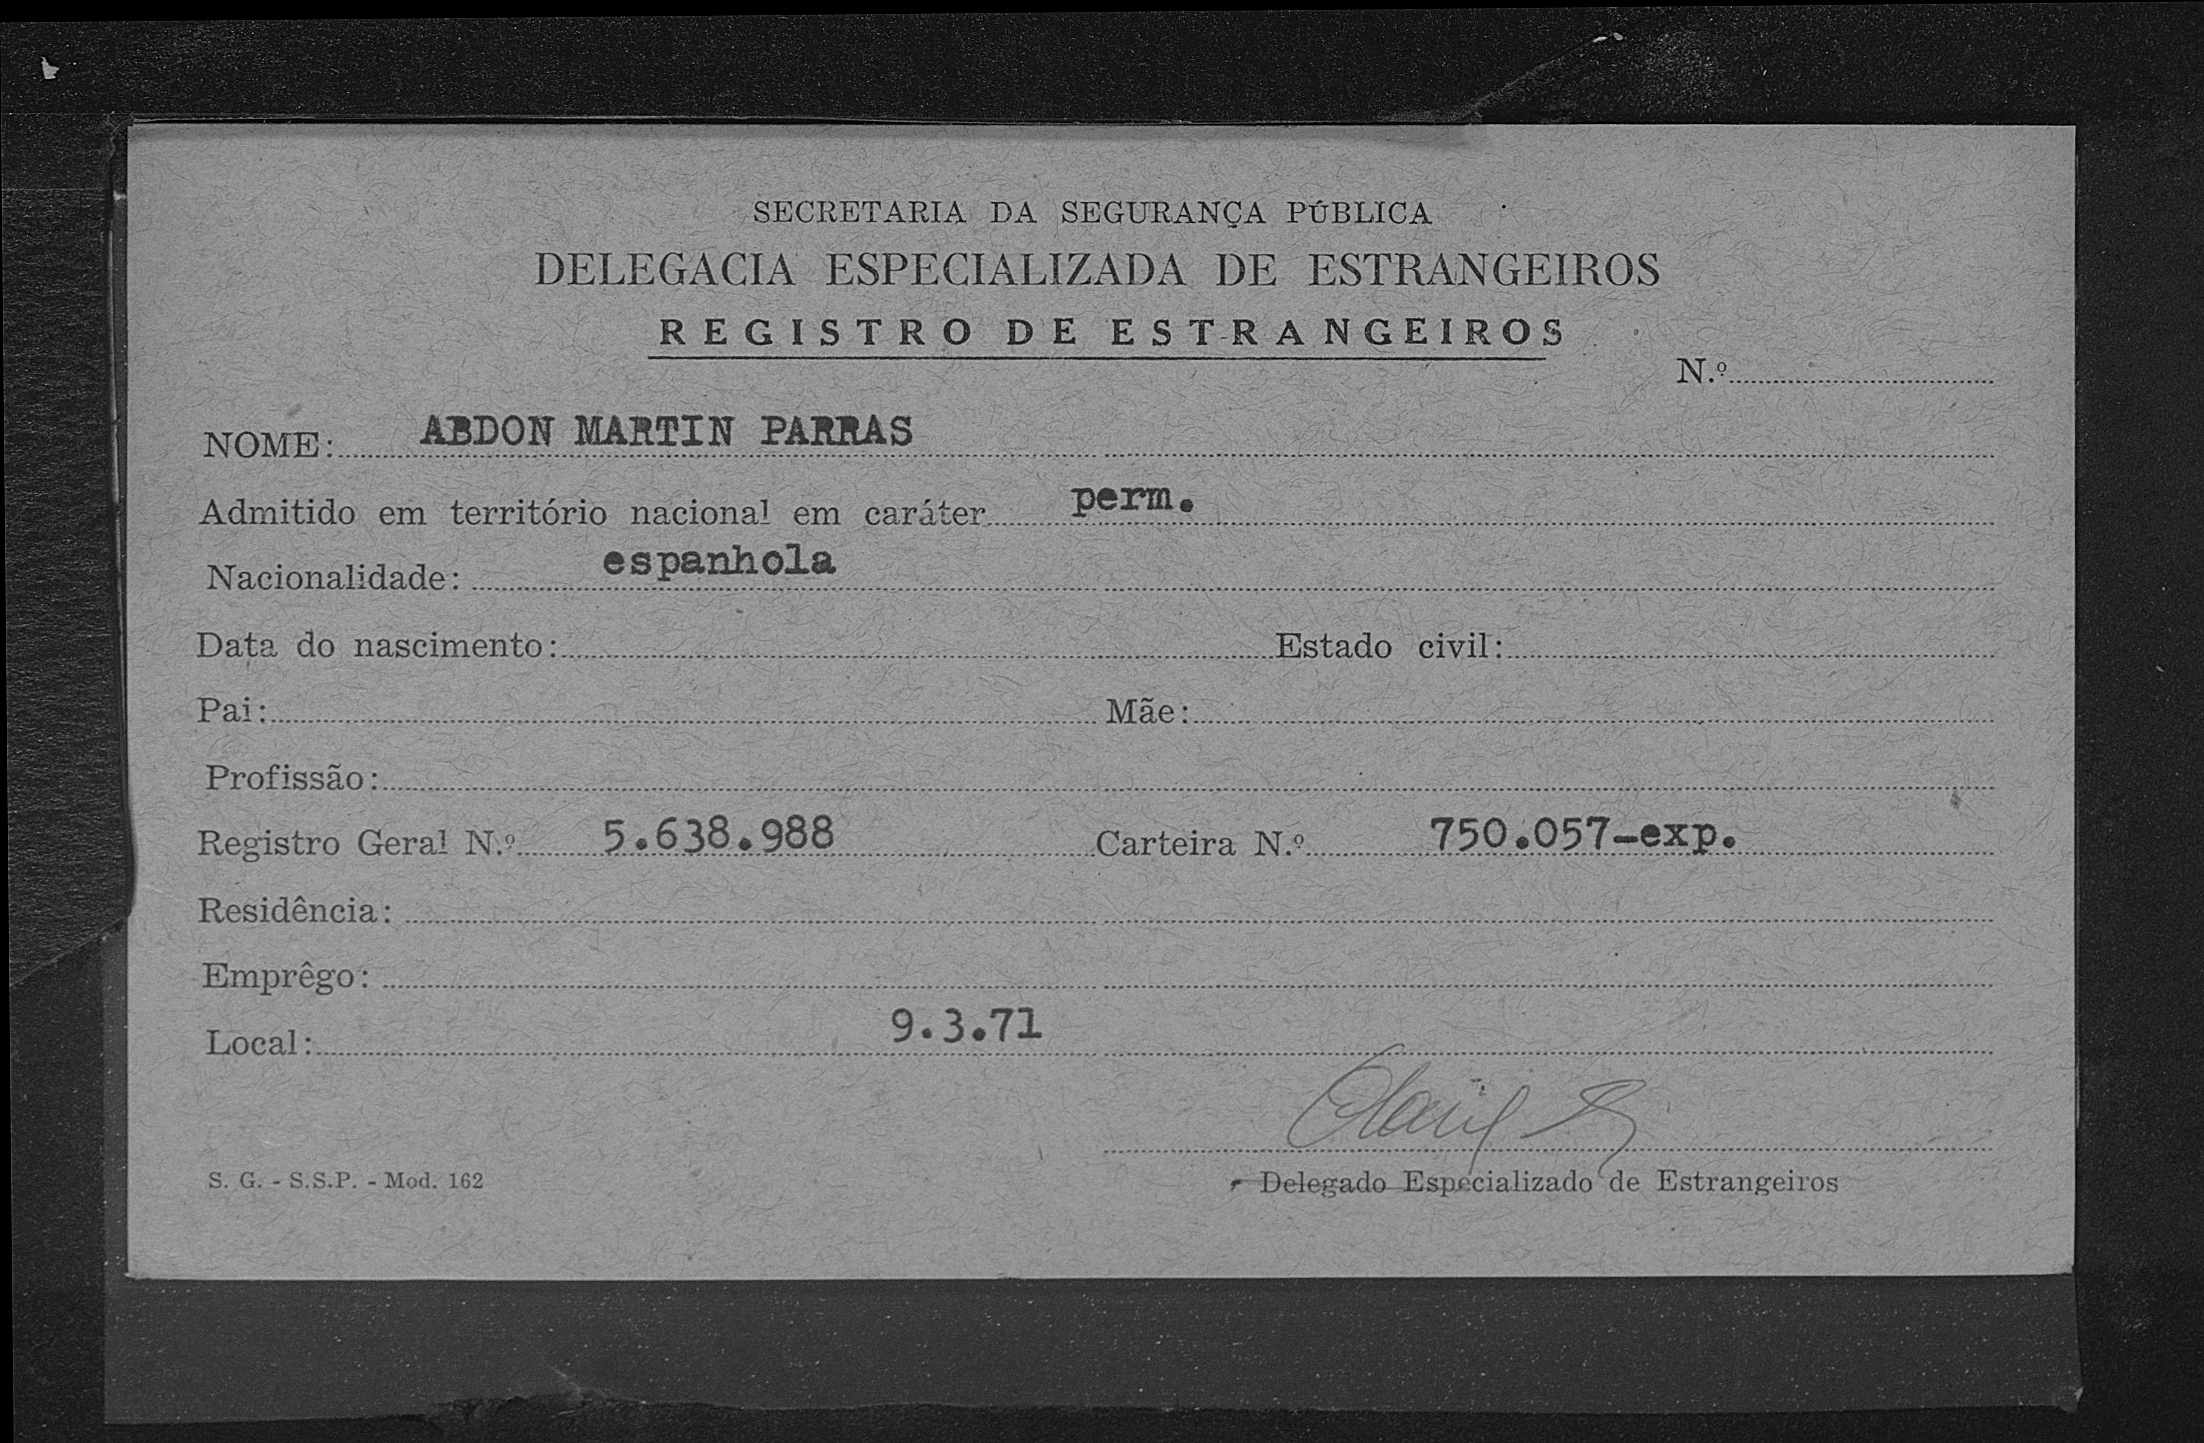 SECRETARIA DA SEGURANÇA PÚBLICA
DELEGACIA ESPECIALIZADA DE ESTRANGEIROS
REGISTRO DE ESTRANGEIROS
N.º
NOME: ABDON MARTIN PARRAS
Admitido em território nacional em caráter perm.
Nacionalidade: espanhola
Data do nascimento: Estado civil:
Pai: Mãe:
Profissão:
Registro Geral N.º 5.638.988 Carteira N.º 750.057-exp.
Residência:
Emprêgo:
Local: 9.3.71
S. G. - S.S.P. - Mod. 162 Delegado Especializado de Estrangeiros